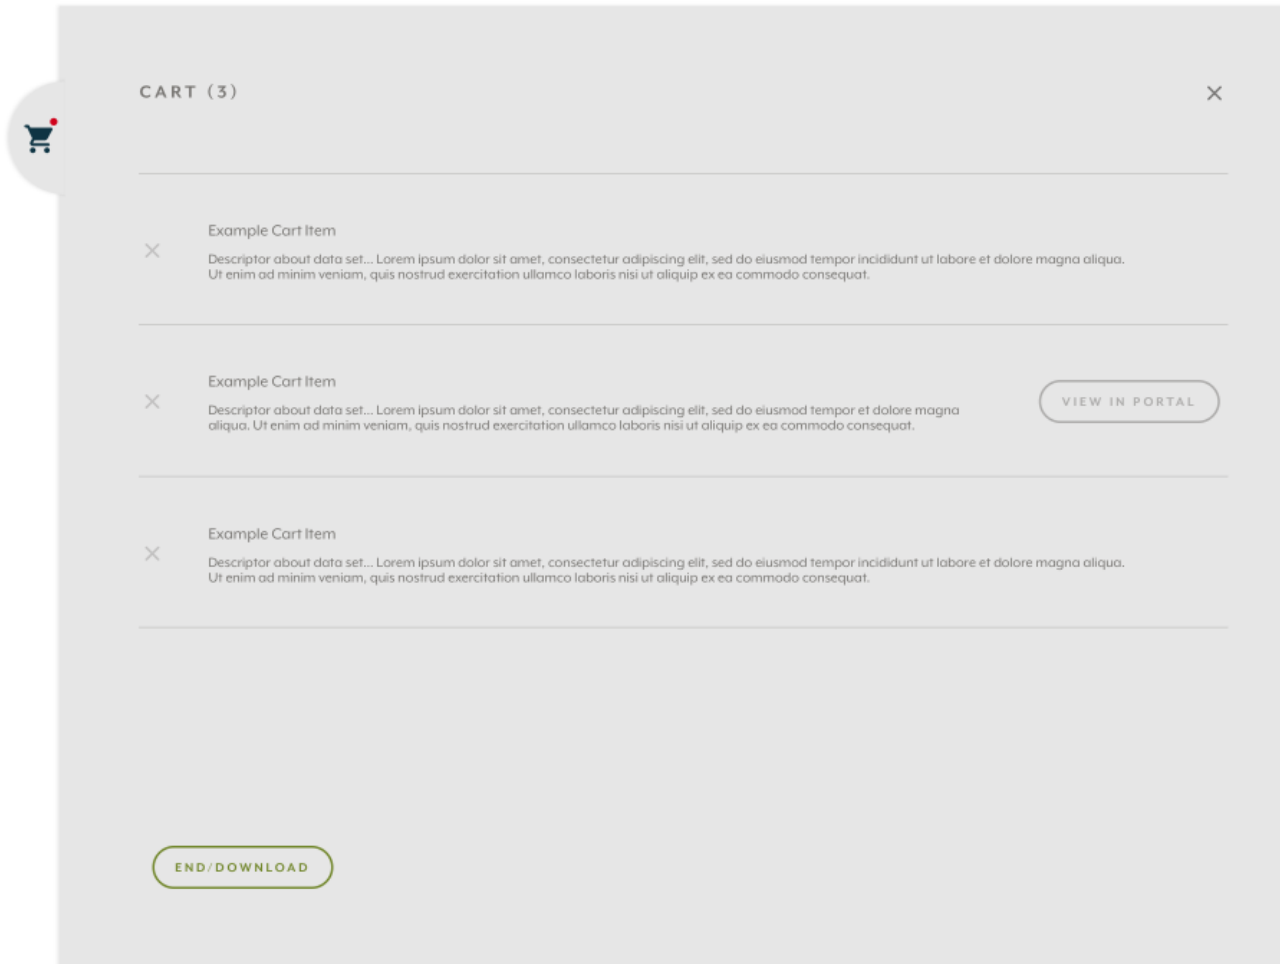 CART (3)
Example Cart Item
Descriptor about data set... Lorem ipsum dolor sit amet, consectetur adipiscing elit, sed do eiusmod tempor incididunt ut labore et dolore magna aliqua.
Ut enim ad minim veniam, quis nostrud exercitation ullamco laboris nisi ut aliquip ex ea commodo consequat.
Example Cart Item
Descriptor about data set... Lorem ipsum dolor sit amet, consectetur adipiscing elit, sed do eiusmod tempor et dolore magna
aliqua. Ut enim ad minim veniam, quis nostrud exercitation ullamco laboris nisi ut aliquip ex ea commodo consequat.
VIEW IN PORTAL
Example Cart Item
Descriptor about data set... Lorem ipsum dolor sit amet, consectetur adipiscing elit, sed do eiusmod tempor incididunt ut labore et dolore magna aliqua.
Ut enim ad minim veniam, quis nostrud exercitation ullamco laboris nisi ut aliquip ex ea commodo consequat.
END/DOWNLOAD